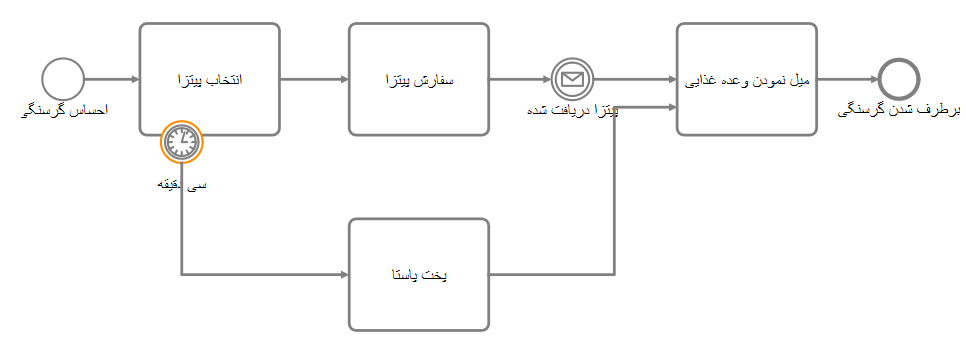 احساس گرسنگی
انتخاب پیتزا
سفارش پیتزا
پیتزا دریافت شده
میل نمودن وعده غذایی
برطرف شدن گرسنگی
سی دقیقه
پخت پاستا